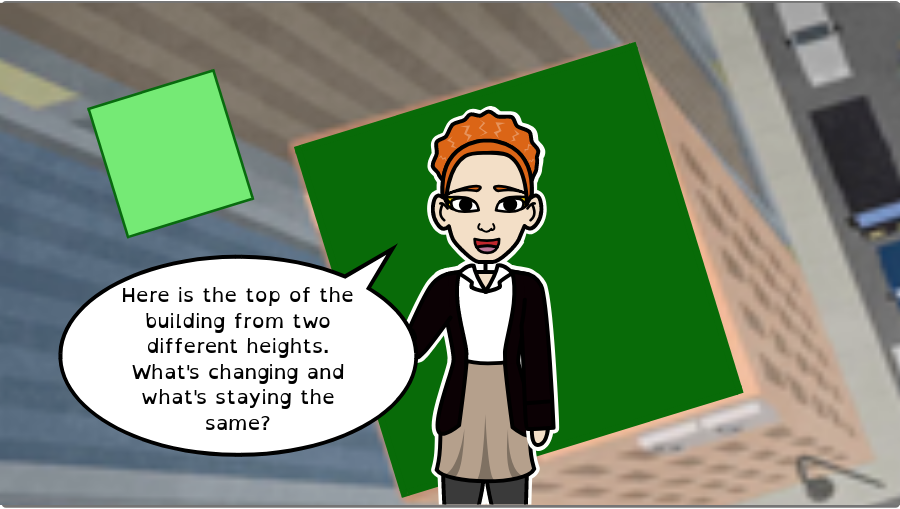 Here is the top of the
building from two
different heights.
What's changing and
what's staying the
same?